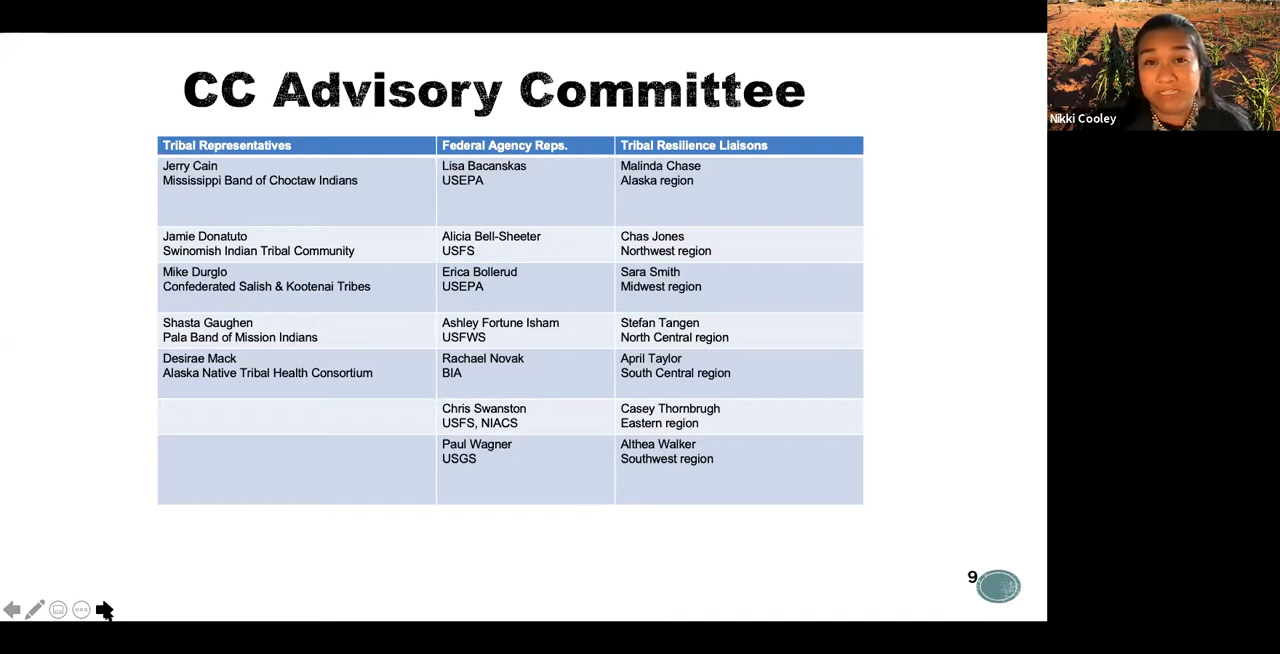 CC Advisory Committee
Nikki Cooley
Tribal Representatives
Federal Agency Reps.
Tribal Resilience Liaisons
Jerry Cain
Mississippi Band of Choctaw Indians
Lisa Bacanskas
USEPA
Malinda Chase
Alaska region
Jamie Donatuto
Swinomish Indian Tribal Community
Alicia Bell-Sheeter
USFS
Chas Jones
Northwest region
Mike Durglo
Confederated Salish & Kootenai Tribes
Erica Bollerud
USEPA
Sara Smith
Midwest region
Shasta Gaughen
Pala Band of Mission Indians
Ashley Fortune Isham
USFWS
Stefan Tangen
North Central region
Desirae Mack
Alaska Native Tribal Health Consortium
Rachael Novak
BIA
April Taylor
South Central region
Chris Swanston
USFS, NIACS
Casey Thornbrugh
Eastern region
Paul Wagner
USGS
Althea Walker
Southwest region
9